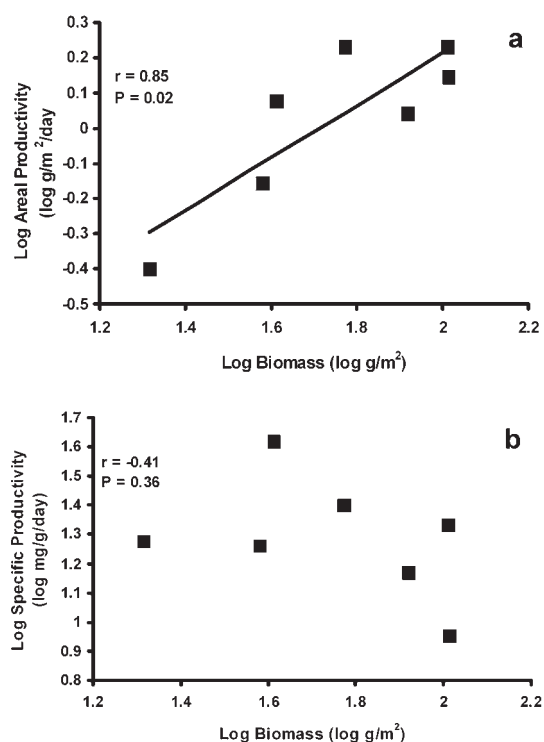 a
r = 0.85
P = 0.02
Log Areal Productivity
(log g/m²/day)
0.3
0.2
0.1
0
-0.1
-0.2
-0.3
-0.4
-0.5
1.2 1.4 1.6 1.8 2 2.2
Log Biomass (log g/m²)
b
r = -0.41
P = 0.36
Log Specific Productivity
(log mg/g/day)
1.7
1.6
1.5
1.4
1.3
1.2
1.1
1
0.9
0.8
1.2 1.4 1.6 1.8 2 2.2
Log Biomass (log g/m²)